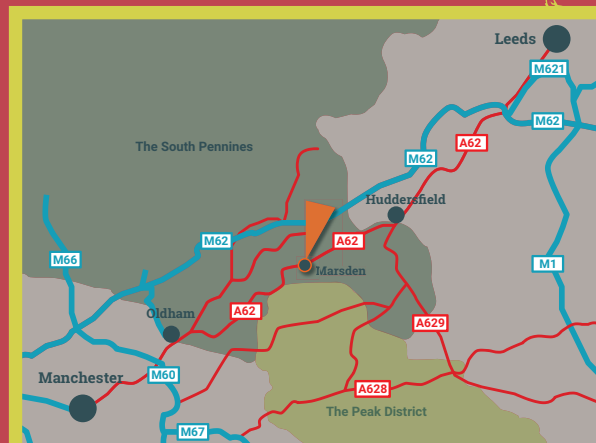 Leeds
M621
M62
A62
The South Pennines
M62
Huddersfield
M62
A62
M66
Marsden
M1
A62
Oldham
A629
Manchester
M60
A628
The Peak District
M67